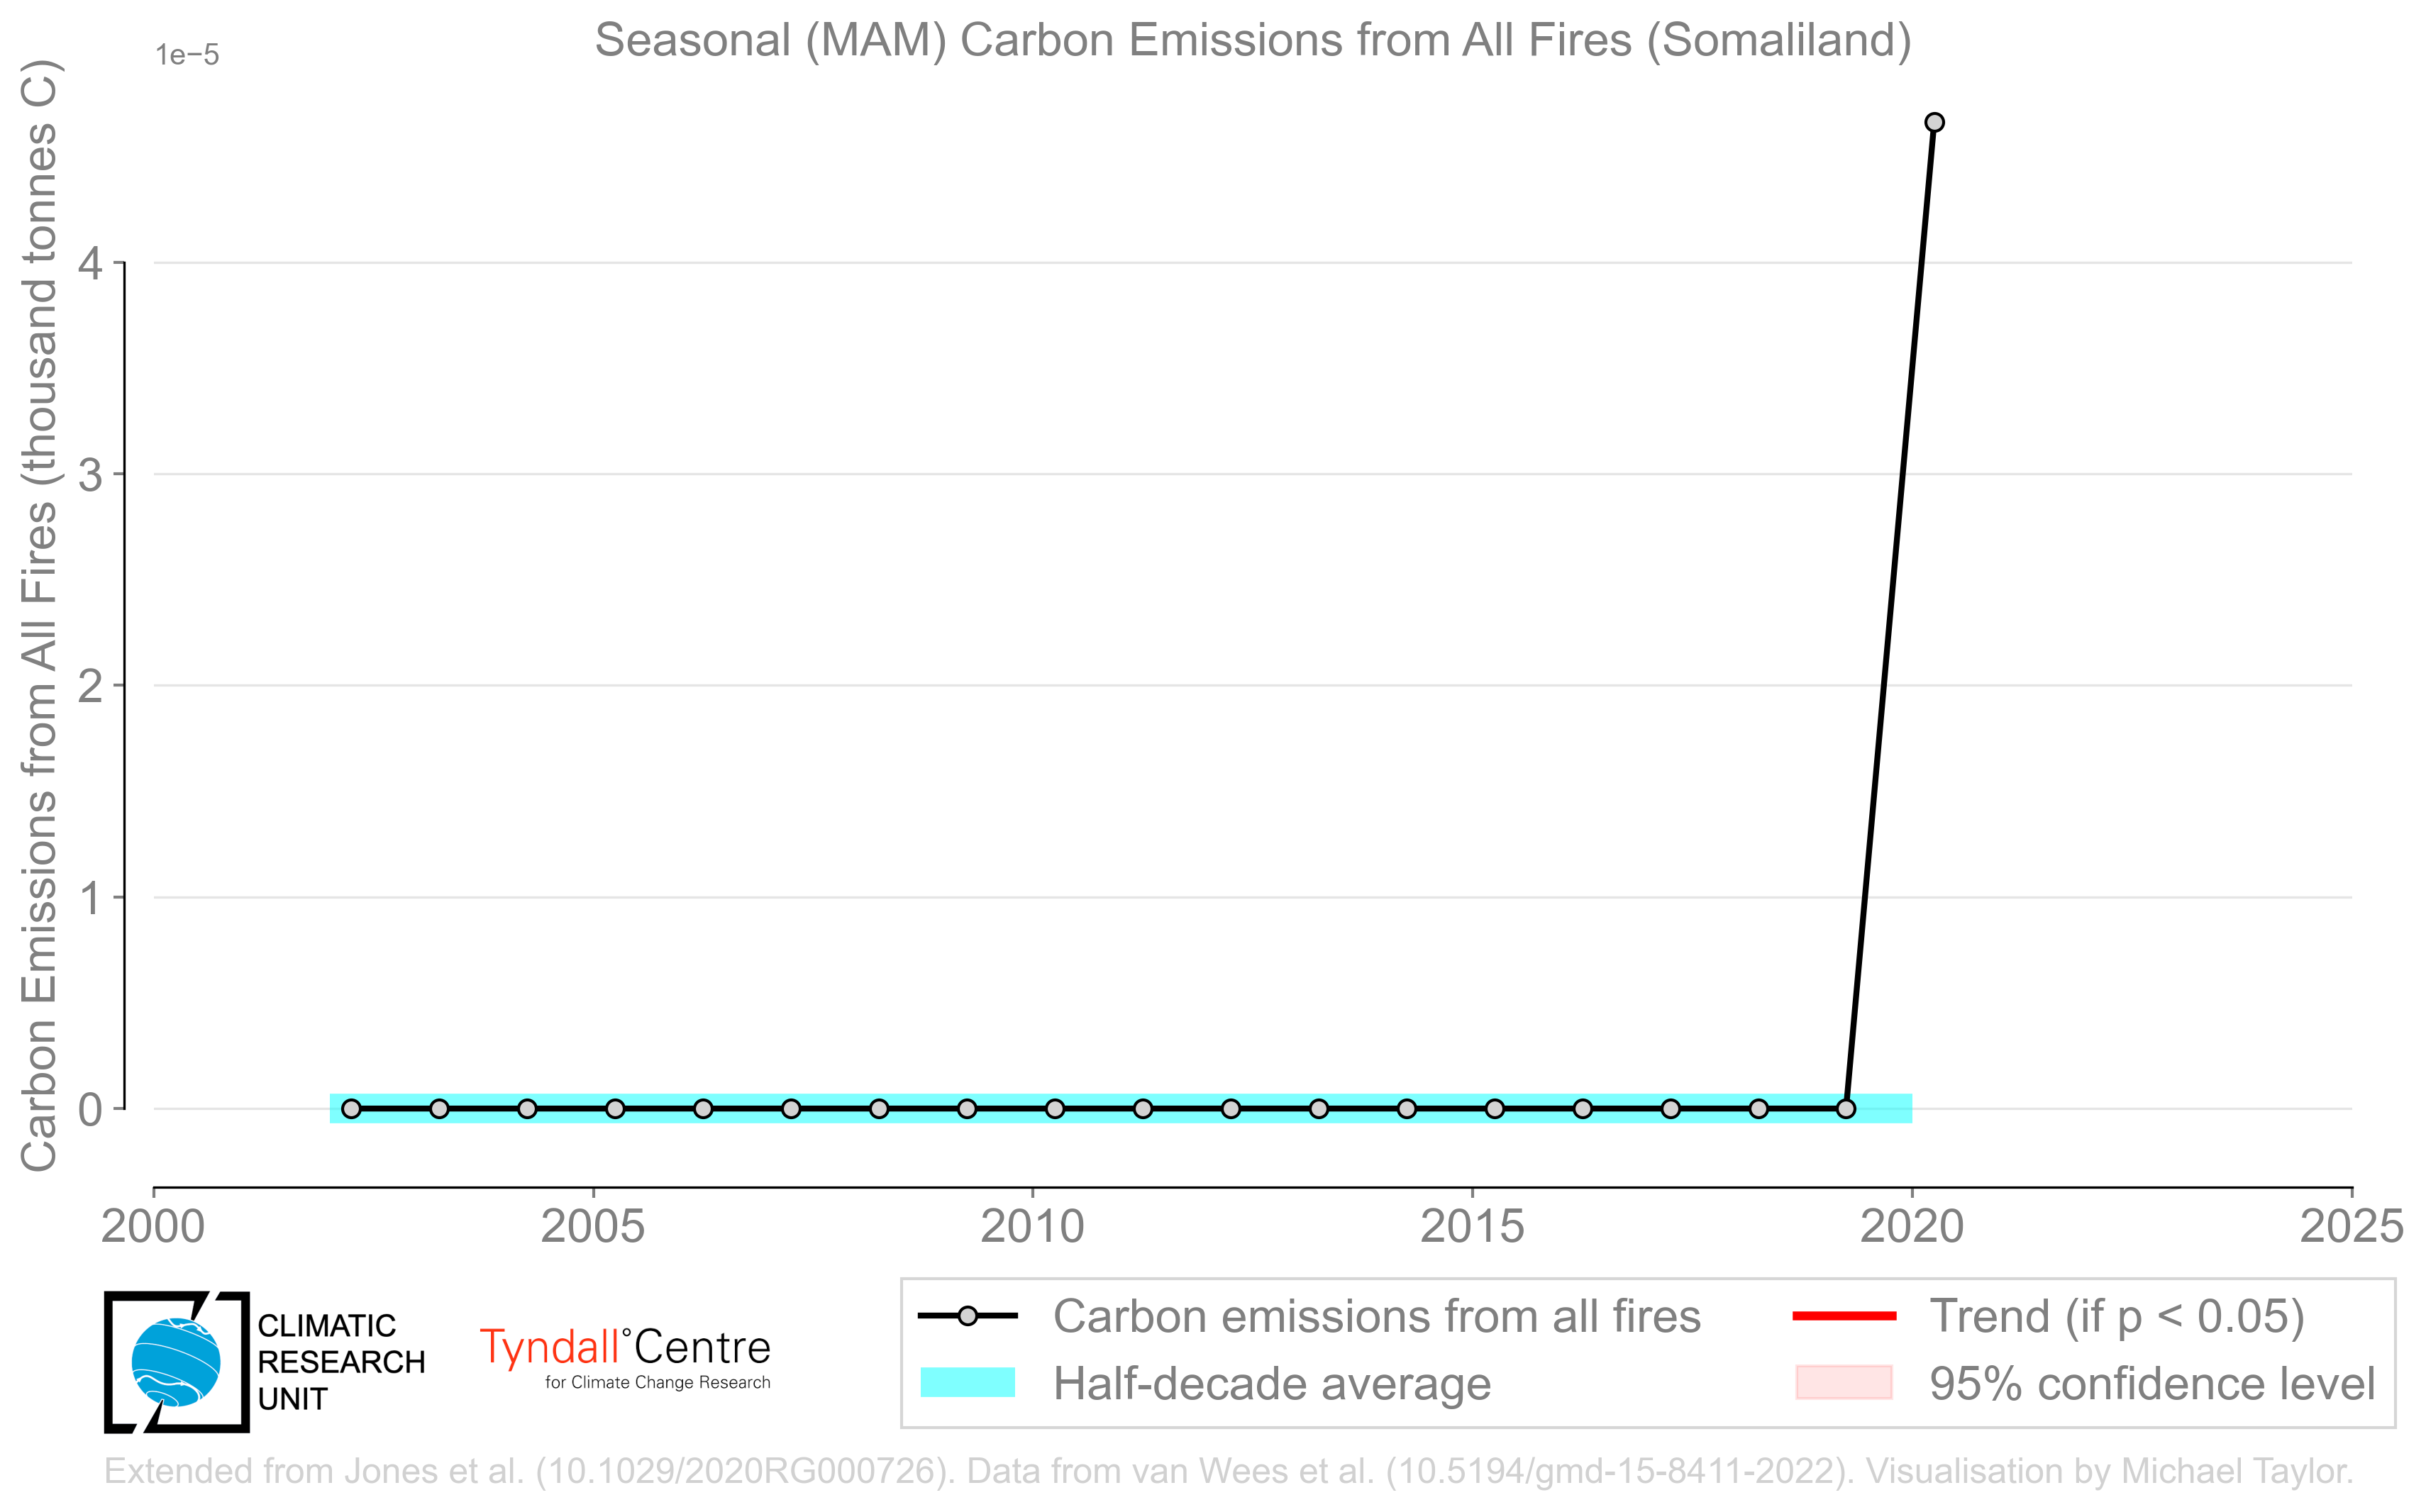 Seasonal (MAM) Carbon Emissions from All Fires (Somaliland)
1e−5
Carbon Emissions from All Fires (thousand tonnes C)
4
3
2
1
0
2000 2005 2010 2015 2020 2025
CLIMATIC
RESEARCH
UNIT
Tyndall°Centre
for Climate Change Research
Carbon emissions from all fires
Half-decade average
Trend (if p < 0.05)
95% confidence level
Extended from Jones et al. (10.1029/2020RG000726). Data from van Wees et al. (10.5194/gmd-15-8411-2022). Visualisation by Michael Taylor.